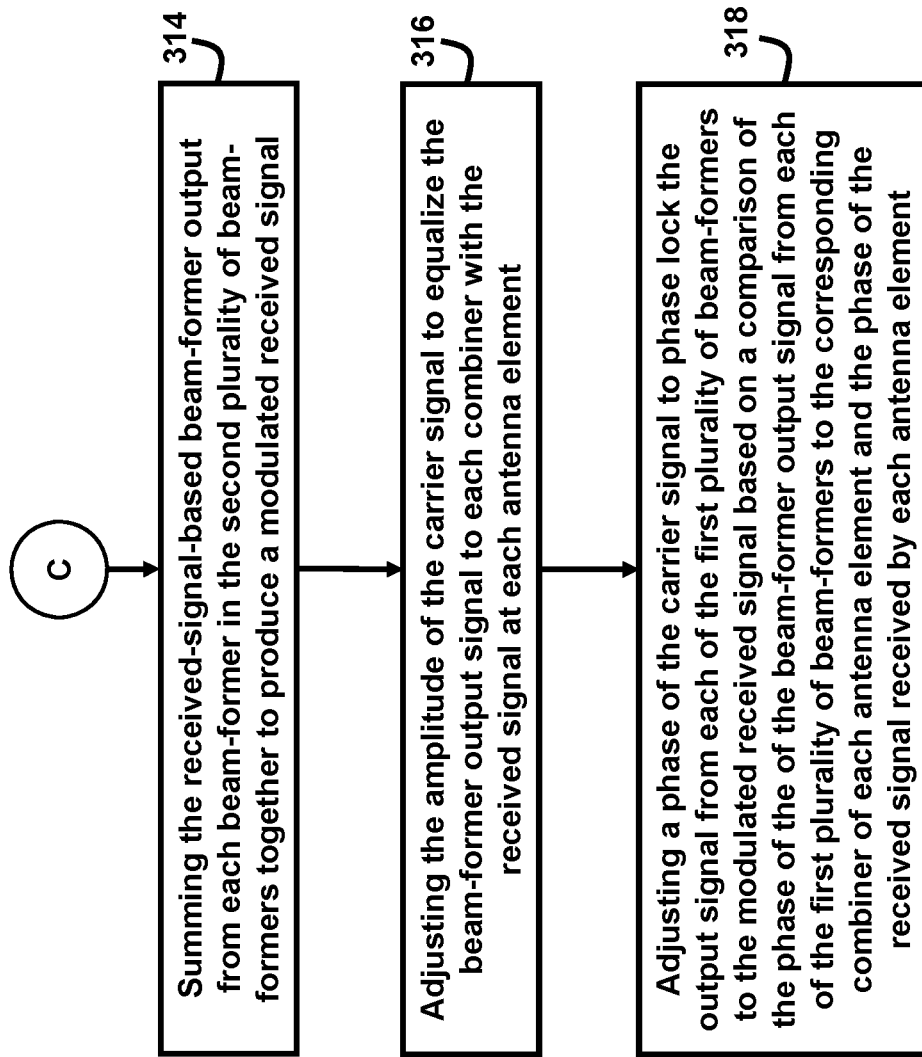 C
314
Summing the received-signal-based beam-former output
from each beam-former in the second plurality of beam-
formers together to produce a modulated received signal
316
Adjusting the amplitude of the carrier signal to equalize the
beam-former output signal to each combiner with the
received signal at each antenna element
318
Adjusting a phase of the carrier signal to phase lock the
output signal from each of the first plurality of beam-formers
to the modulated received signal based on a comparison of
the phase of the of the beam-former output signal from each
of the first plurality of beam-formers to the corresponding
combiner of each antenna element and the phase of the
received signal received by each antenna element